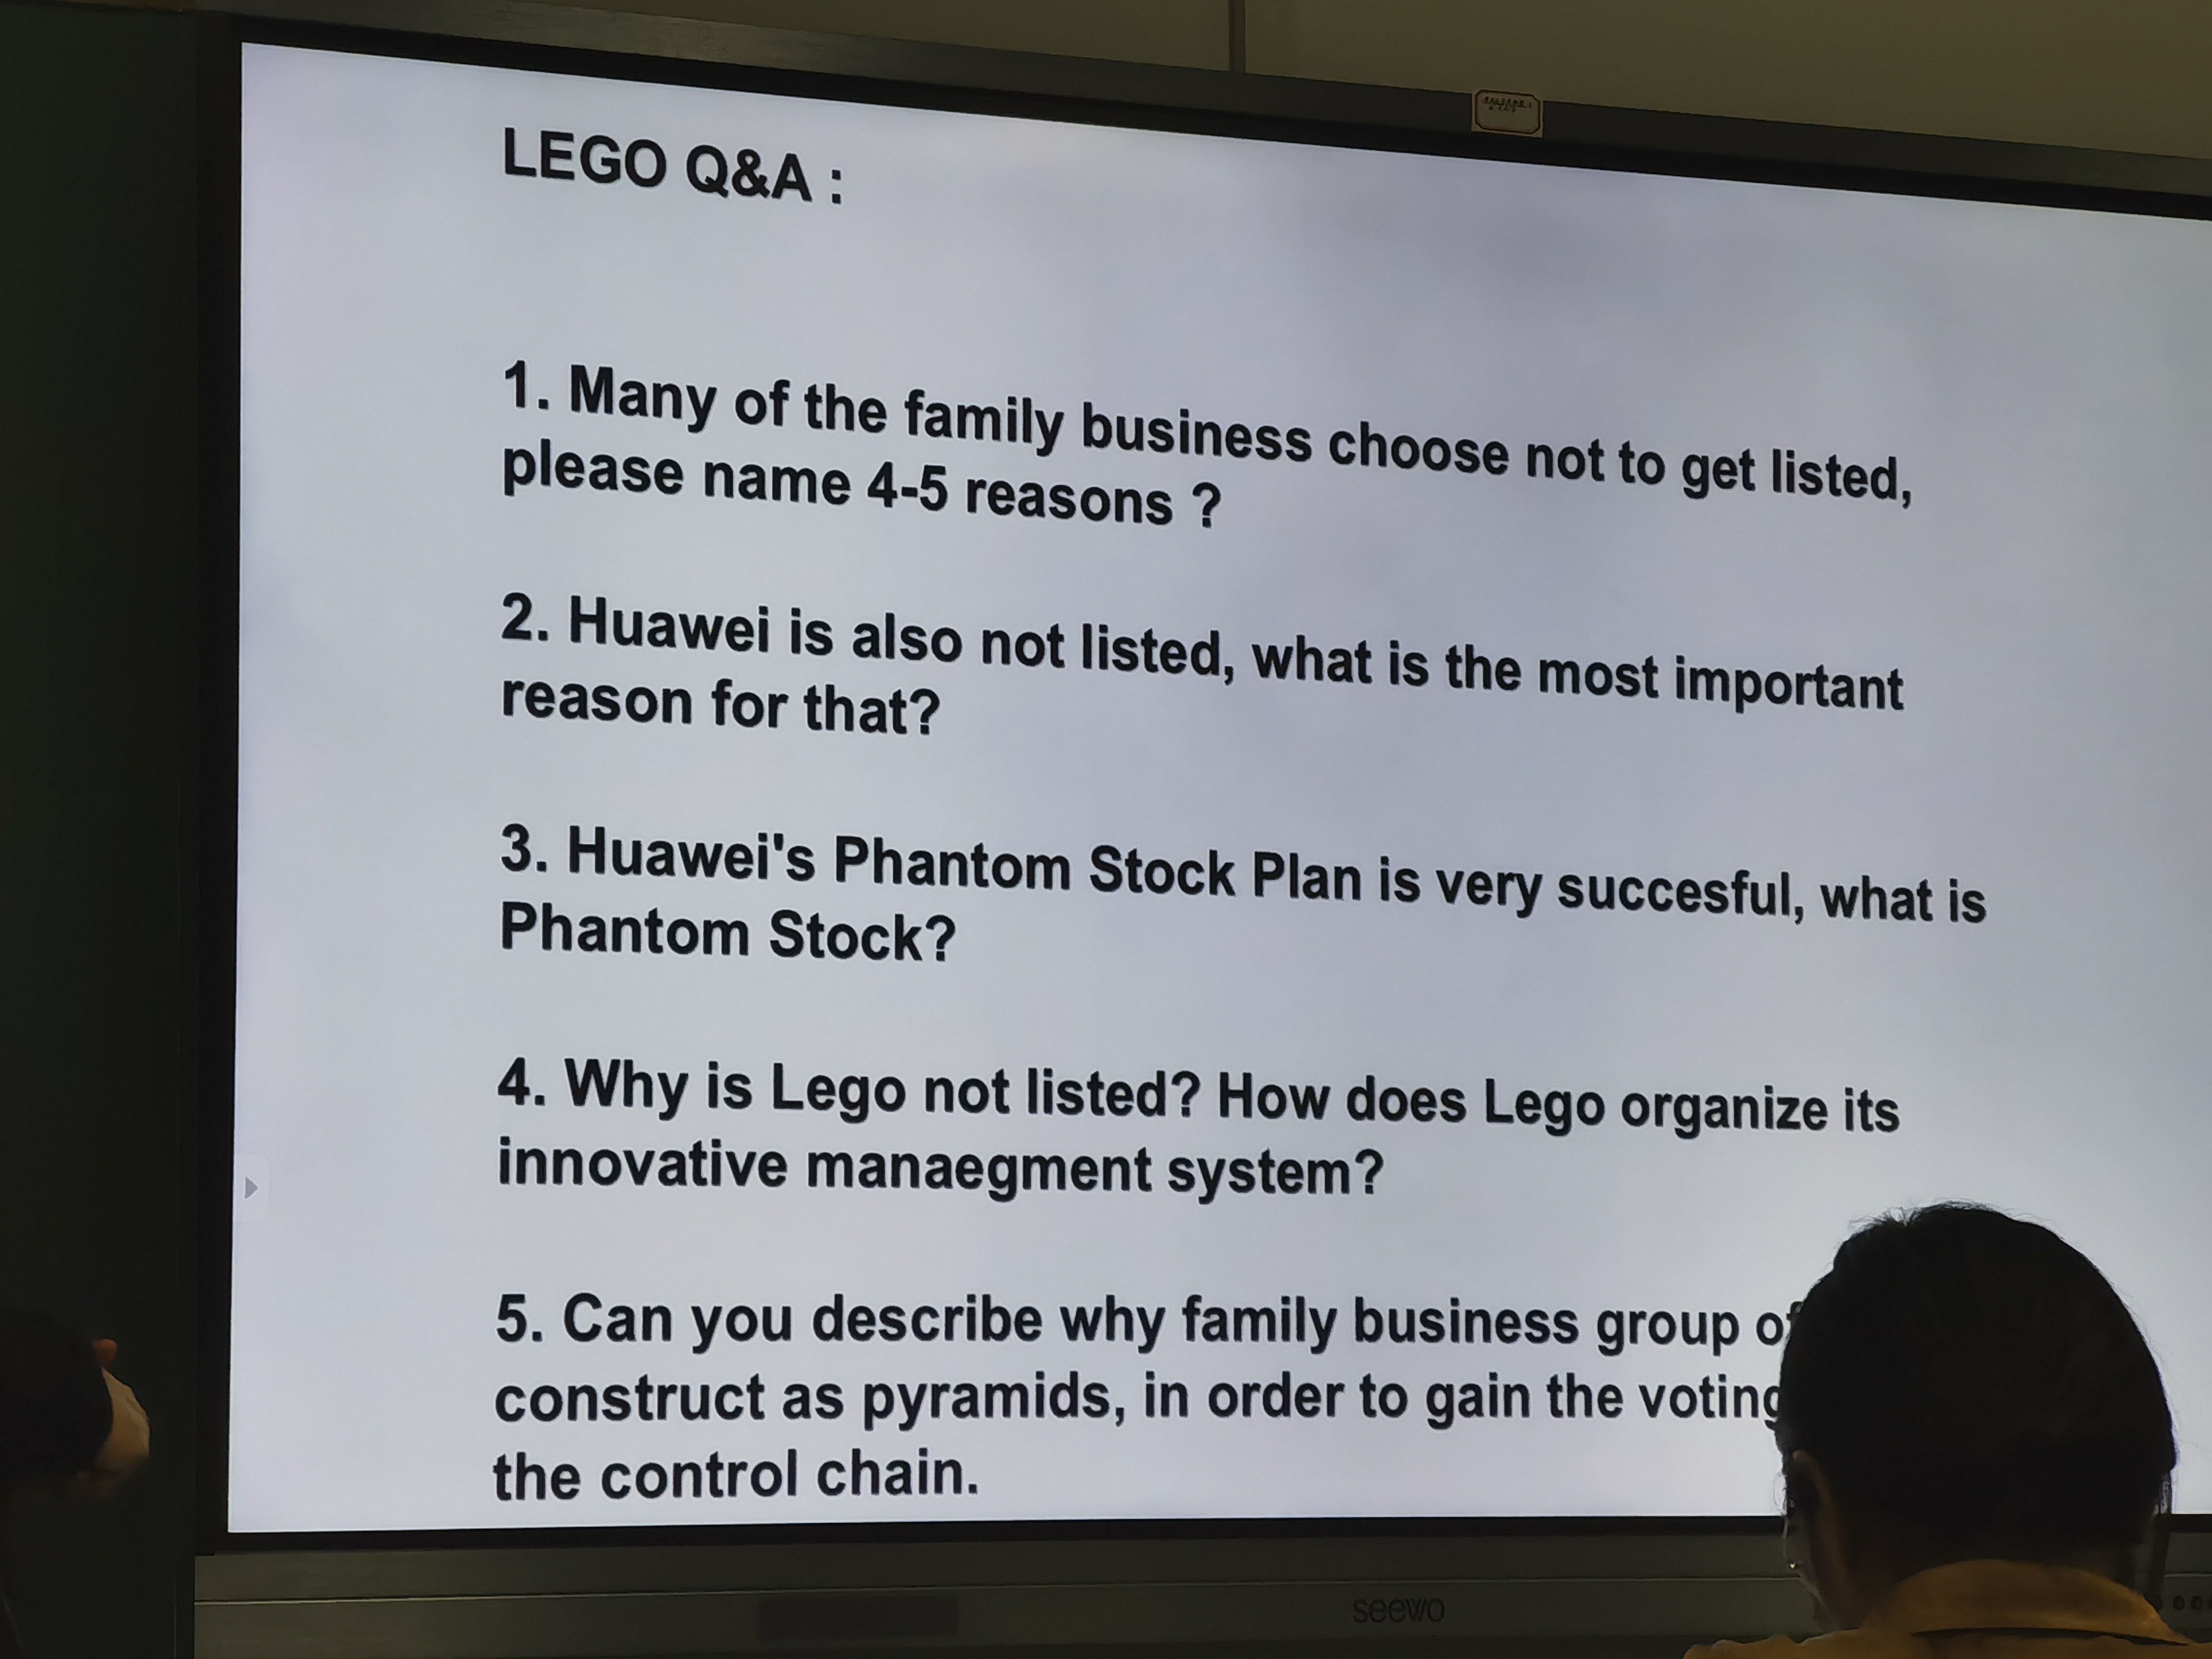 LEGO Q&A :
1. Many of the family business choose not to get listed,
please name 4-5 reasons ?
2. Huawei is also not listed, what is the most important
reason for that?
3. Huawei's Phantom Stock Plan is very succesful, what is
Phantom Stock?
4. Why is Lego not listed? How does Lego organize its
innovative manaegment system?
5. Can you describe why family business group
construct as pyramids, in order to gain the voting
the control chain.
seewo